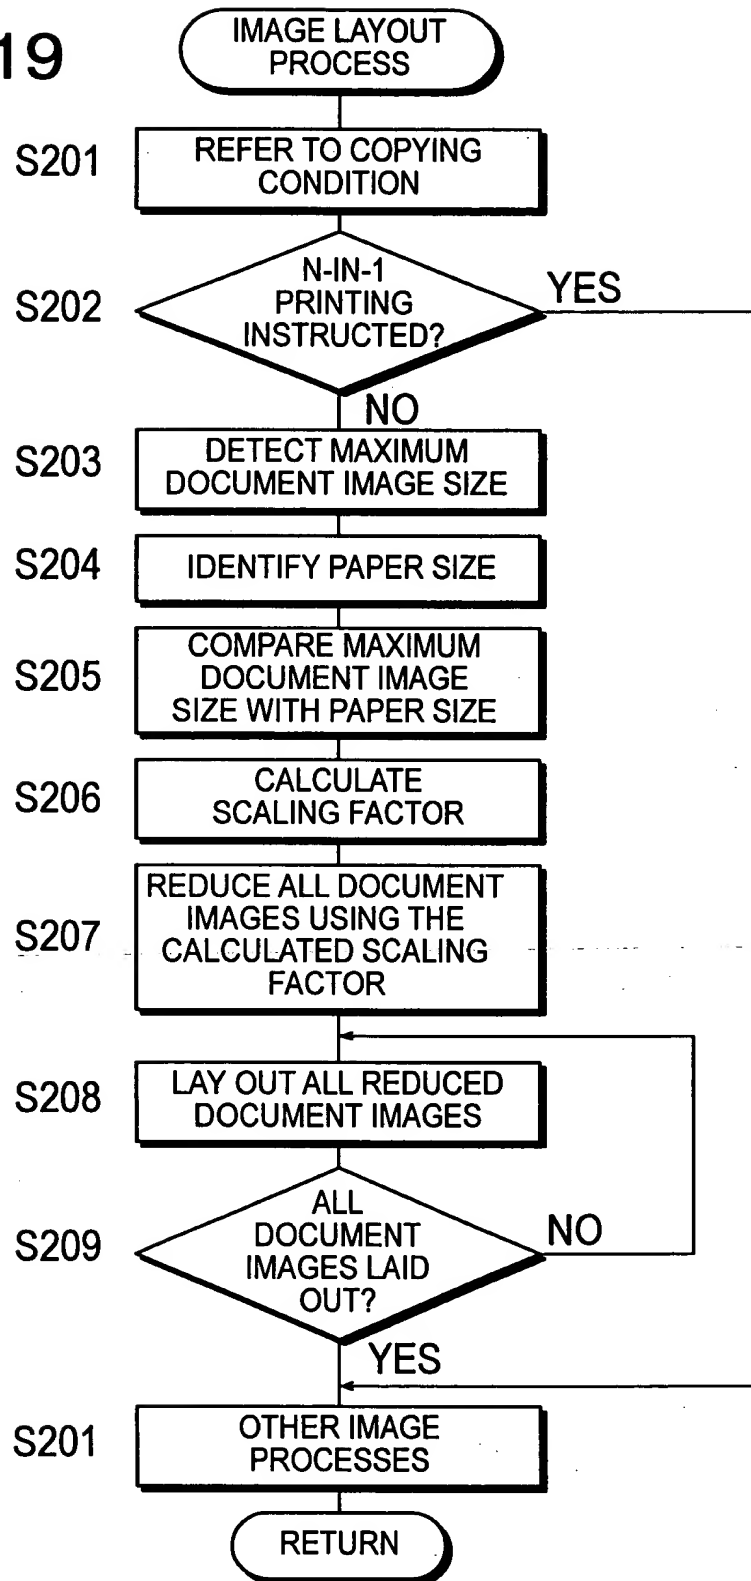 19
IMAGE LAYOUT
PROCESS
S201
REFER TO COPYING
CONDITION
S202
N-IN-1
PRINTING
INSTRUCTED?
YES
NO
S203
DETECT MAXIMUM
DOCUMENT IMAGE SIZE
S204
IDENTIFY PAPER SIZE
S205
COMPARE MAXIMUM
DOCUMENT IMAGE
SIZE WITH PAPER SIZE
S206
CALCULATE
SCALING FACTOR
S207
REDUCE ALL DOCUMENT
IMAGES USING THE
CALCULATED SCALING
FACTOR
S208
LAY OUT ALL REDUCED
DOCUMENT IMAGES
S209
ALL
DOCUMENT
IMAGES LAID
OUT?
NO
YES
S201
OTHER IMAGE
PROCESSES
RETURN